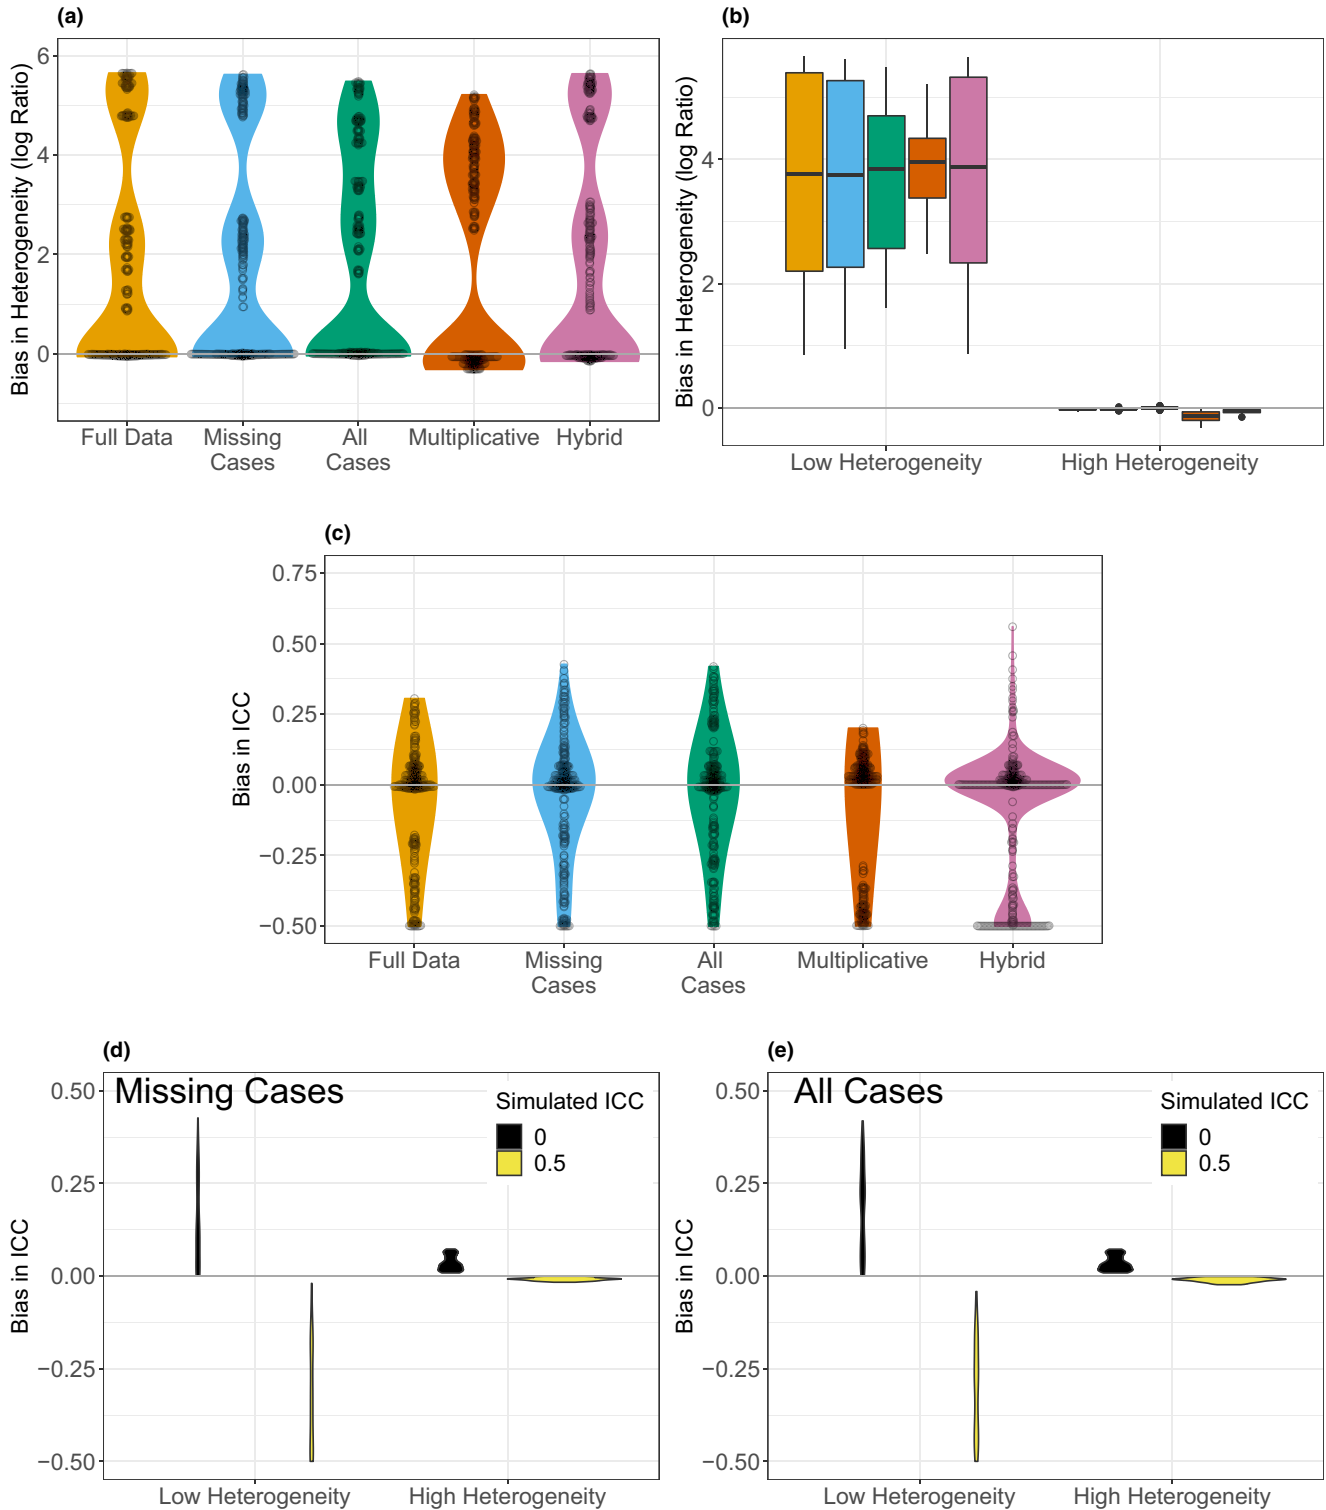 (a)
Bias in Heterogeneity (log Ratio)
6
4
2
0
Full Data
Missing
Cases
All
Cases
Multiplicative
Hybrid
(b)
Bias in Heterogeneity (log Ratio)
4
2
0
Low Heterogeneity
High Heterogeneity
(c)
Bias in ICC
0.75
0.50
0.25
0.00
−0.25
−0.50
Full Data
Missing
Cases
All
Cases
Multiplicative
Hybrid
(d)
Missing Cases
Simulated ICC
0
0.5
Bias in ICC
0.50
0.25
0.00
−0.25
−0.50
Low Heterogeneity
High Heterogeneity
(e)
All Cases
Simulated ICC
0
0.5
Bias in ICC
0.50
0.25
0.00
−0.25
−0.50
Low Heterogeneity
High Heterogeneity